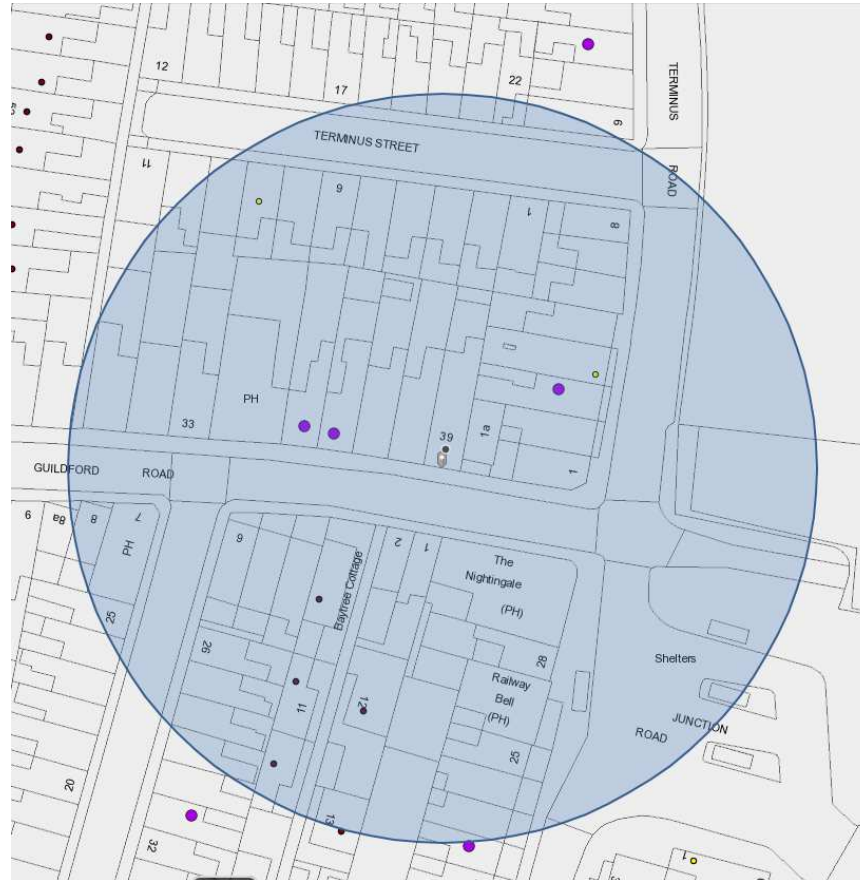 12
17
22
9
53
TERMINUS
ROAD
TERMINUS STREET
11
9
1
8
PH
33
39
1a
1
GUILDFORD ROAD
9
8a
8
7
PH
25
6
Baytree Cottage
2
1
The
Nightingale
(PH)
28
26
11
12
Railway
Bell
(PH)
25
Shelters
JUNCTION
ROAD
20
32
13
3
1